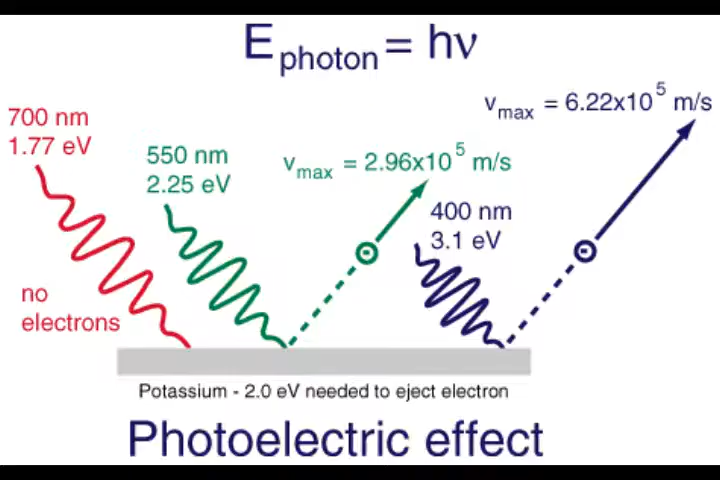 E photon = hν
700 nm
1.77 eV
no
electrons
550 nm
2.25 eV
v max = 2.96x10 5 m/s
400 nm
3.1 eV
v max = 6.22x10 5 m/s
Potassium - 2.0 eV needed to eject electron
Photoelectric effect